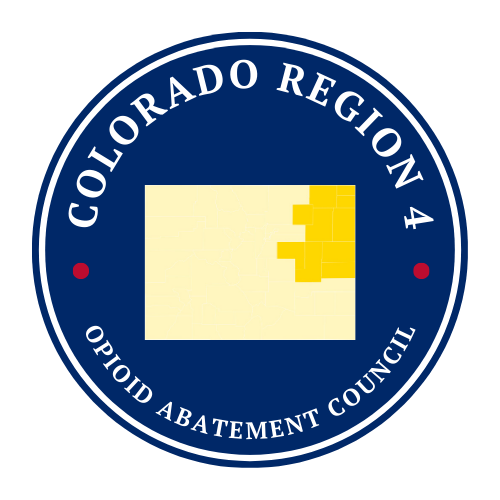 COLORADO REGION 4
OPIOID ABATEMENT COUNCIL